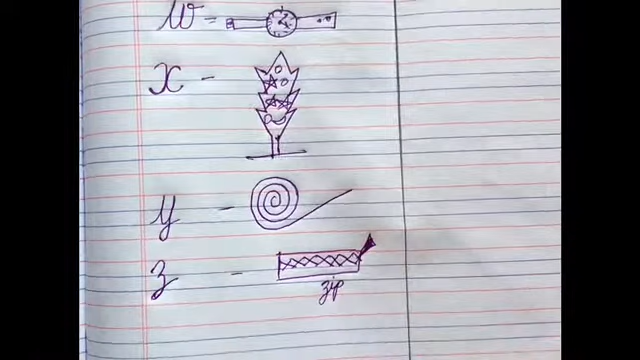 W =
X -
y -
z -
zip